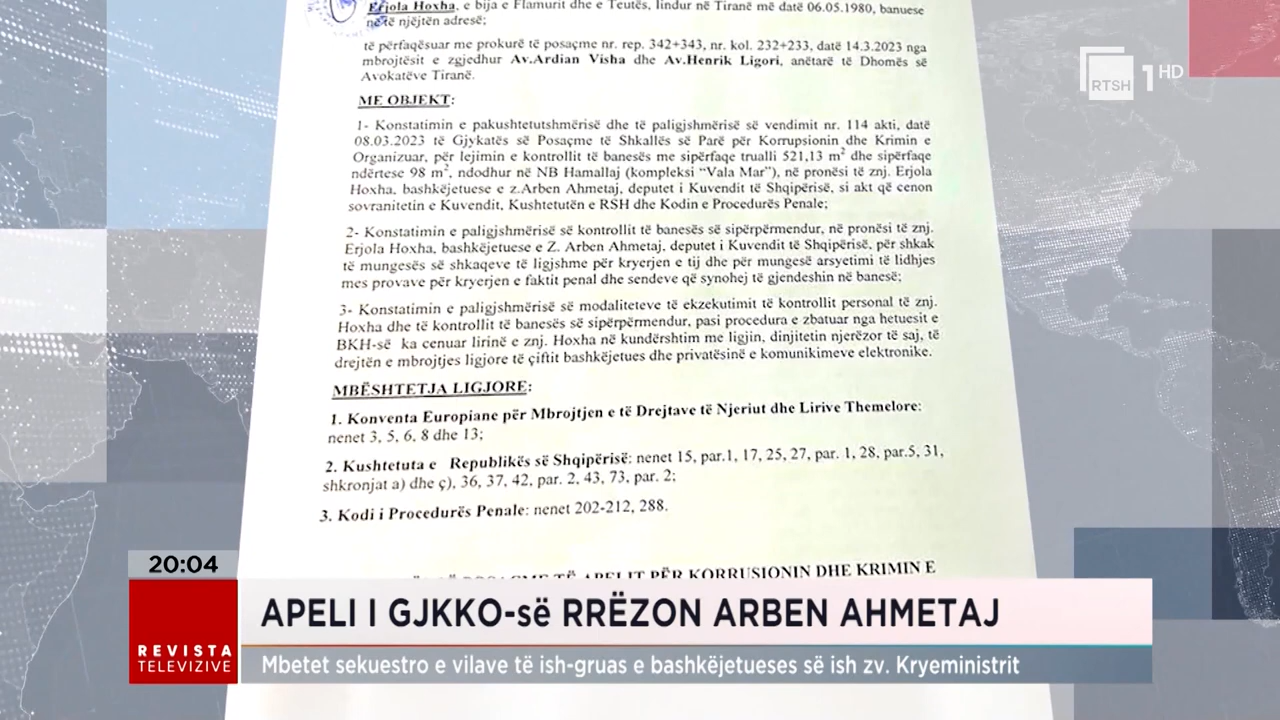 Erjola Hoxha, e bija e Flamurit dhe e Teutës, lindur në Tiranë më datë 06.05.1980, banuese
në të njëjtën adresë;
të përfaqësuar me prokurë të posaçme nr. rep. 342+343, nr. kol. 232+233, datë 14.3.2023 nga
mbrojtësit e zgjedhur Av.Ardian Visha dhe Av.Henrik Ligori, anëtarë të Dhomës së
Avokatëve Tiranë.
ME OBJEKT:
1- Konstatimin e pakushtetutshmërisë dhe të paligjshmërisë së vendimit nr. 114 akti, datë
08.03.2023 të Gjykatës së Posaçme të Shkallës së Parë për Korrupsionin dhe Krimin e
Organizuar, për lejimin e kontrollit të banesës me sipërfaqe trualli 521,13 m² dhe sipërfaqe
ndërtese 98 m², ndodhur në NB Hamallaj (kompleksi “Vala Mar”), në pronësi të znj. Erjola
Hoxha, bashkëjetuese e z.Arben Ahmetaj, deputet i Kuvendit të Shqipërisë, si akt që cenon
sovranitetin e Kuvendit, Kushtetutën e RSH dhe Kodin e Procedurës Penale;
2- Konstatimin e paligjshmërisë së kontrollit të banesës së sipërpërmendur, në pronësi të znj.
Erjola Hoxha, bashkëjetuese e Z. Arben Ahmetaj, deputet i Kuvendit të Shqipërisë, për shkak
të mungesës së shkaqeve të ligjshme për kryerjen e tij dhe për mungesë arsyetimi të lidhjes
mes provave për kryerjen e faktit penal dhe sendeve që synohej të gjendeshin në banesë;
3- Konstatimin e paligjshmërisë së modaliteteve të ekzekutimit të kontrollit personal të znj.
Hoxha dhe të kontrollit të banesës së sipërpërmendur, pasi procedura e zbatuar nga hetuesit e
BKH-së ka cenuar lirinë e znj. Hoxha në kundërshtim me ligjin, dinjitetin njerëzor të saj, të
drejtën e mbrojtjes ligjore të çiftit bashkëjetues dhe privatësinë e komunikimeve elektronike.
MBËSHTETJA LIGJORE:
1. Konventa Europiane për Mbrojtjen e të Drejtave të Njeriut dhe Lirive Themelore:
nenet 3, 5, 6, 8 dhe 13;
2. Kushtetuta e Republikës së Shqipërisë: nenet 15, par.1, 17, 25, 27, par. 1, 28, par.5, 31,
shkronjat a) dhe ç), 36, 37, 42, par. 2, 43, 73, par. 2;
3. Kodi i Procedurës Penale: nenet 202-212, 288.
TË APELIT PËR KORRUSIONIN DHE KRIMIN E
RTSH 1 HD
20:04
REVISTA
TELEVIZIVE
APELI I GJKKO-së RRËZON ARBEN AHMETAJ
Mbetet sekuestro e vilave të ish-gruas e bashkëjetueses së ish zv. Kryeministrit